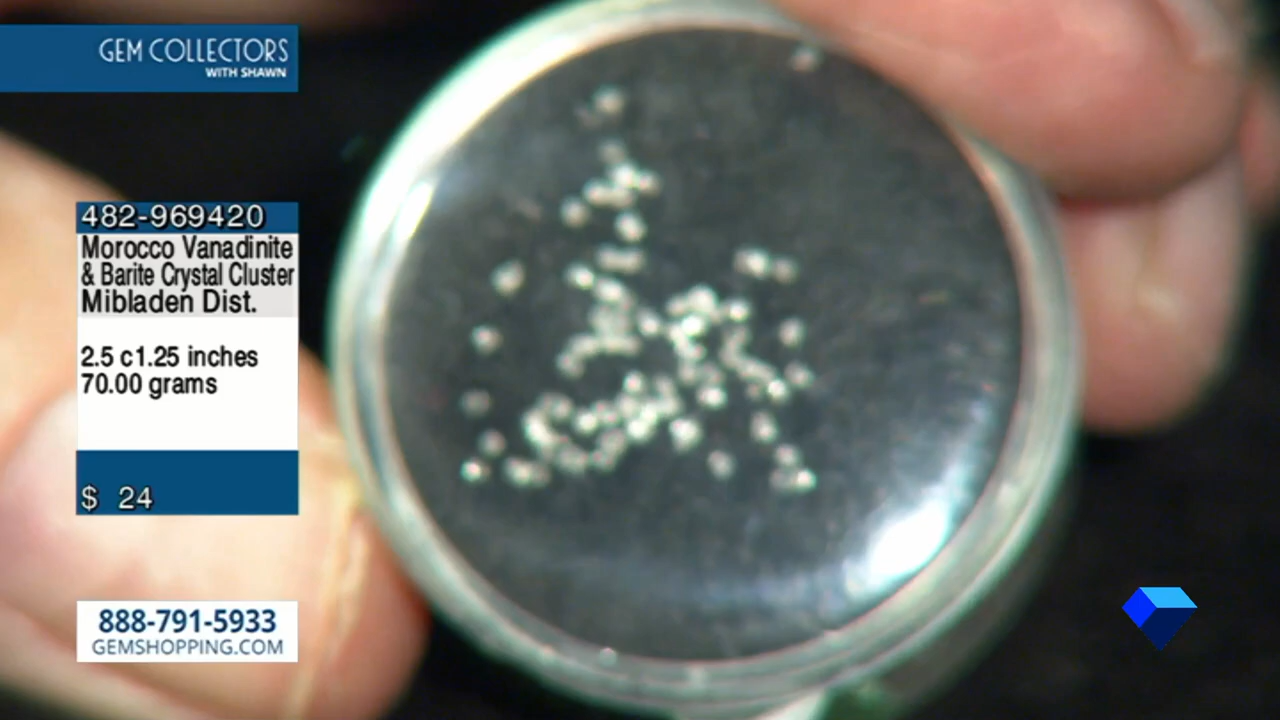 GEM COLLECTORS
WITH SHAWN
482-969420
Morocco Vanadinite
& Barite Crystal Cluster
Mibladen Dist.
2.5 c1.25 inches
70.00 grams
$ 24
888-791-5933
GEMSHOPPING.COM